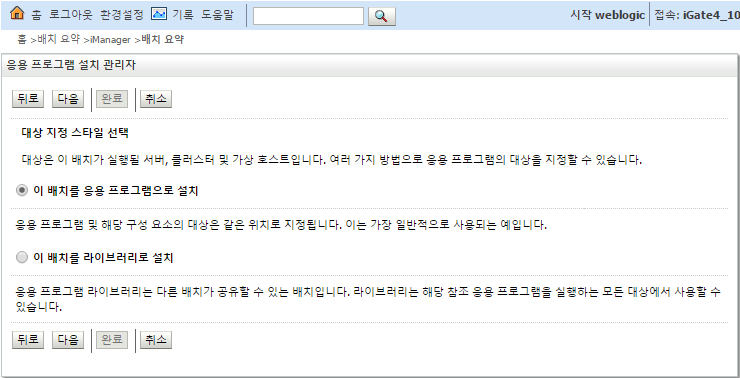 홈 로그아웃 환경설정 기록 도움말 시작 weblogic 접속: iGate4_10
홈 >배치 요약 >iManager >배치 요약
응용 프로그램 설치 관리자
뒤로 다음 완료 취소
대상 지정 스타일 선택
대상은 이 배치가 실행될 서버, 클러스터 및 가상 호스트입니다. 여러 가지 방법으로 응용 프로그램의 대상을 지정할 수 있습니다.
이 배치를 응용 프로그램으로 설치
응용 프로그램 및 해당 구성 요소의 대상은 같은 위치로 지정됩니다. 이는 가장 일반적으로 사용되는 예입니다.
이 배치를 라이브러리로 설치
응용 프로그램 라이브러리는 다른 배치가 공유할 수 있는 배치입니다. 라이브러리는 해당 참조 응용 프로그램을 실행하는 모든 대상에서 사용할 수
있습니다.
뒤로 다음 완료 취소